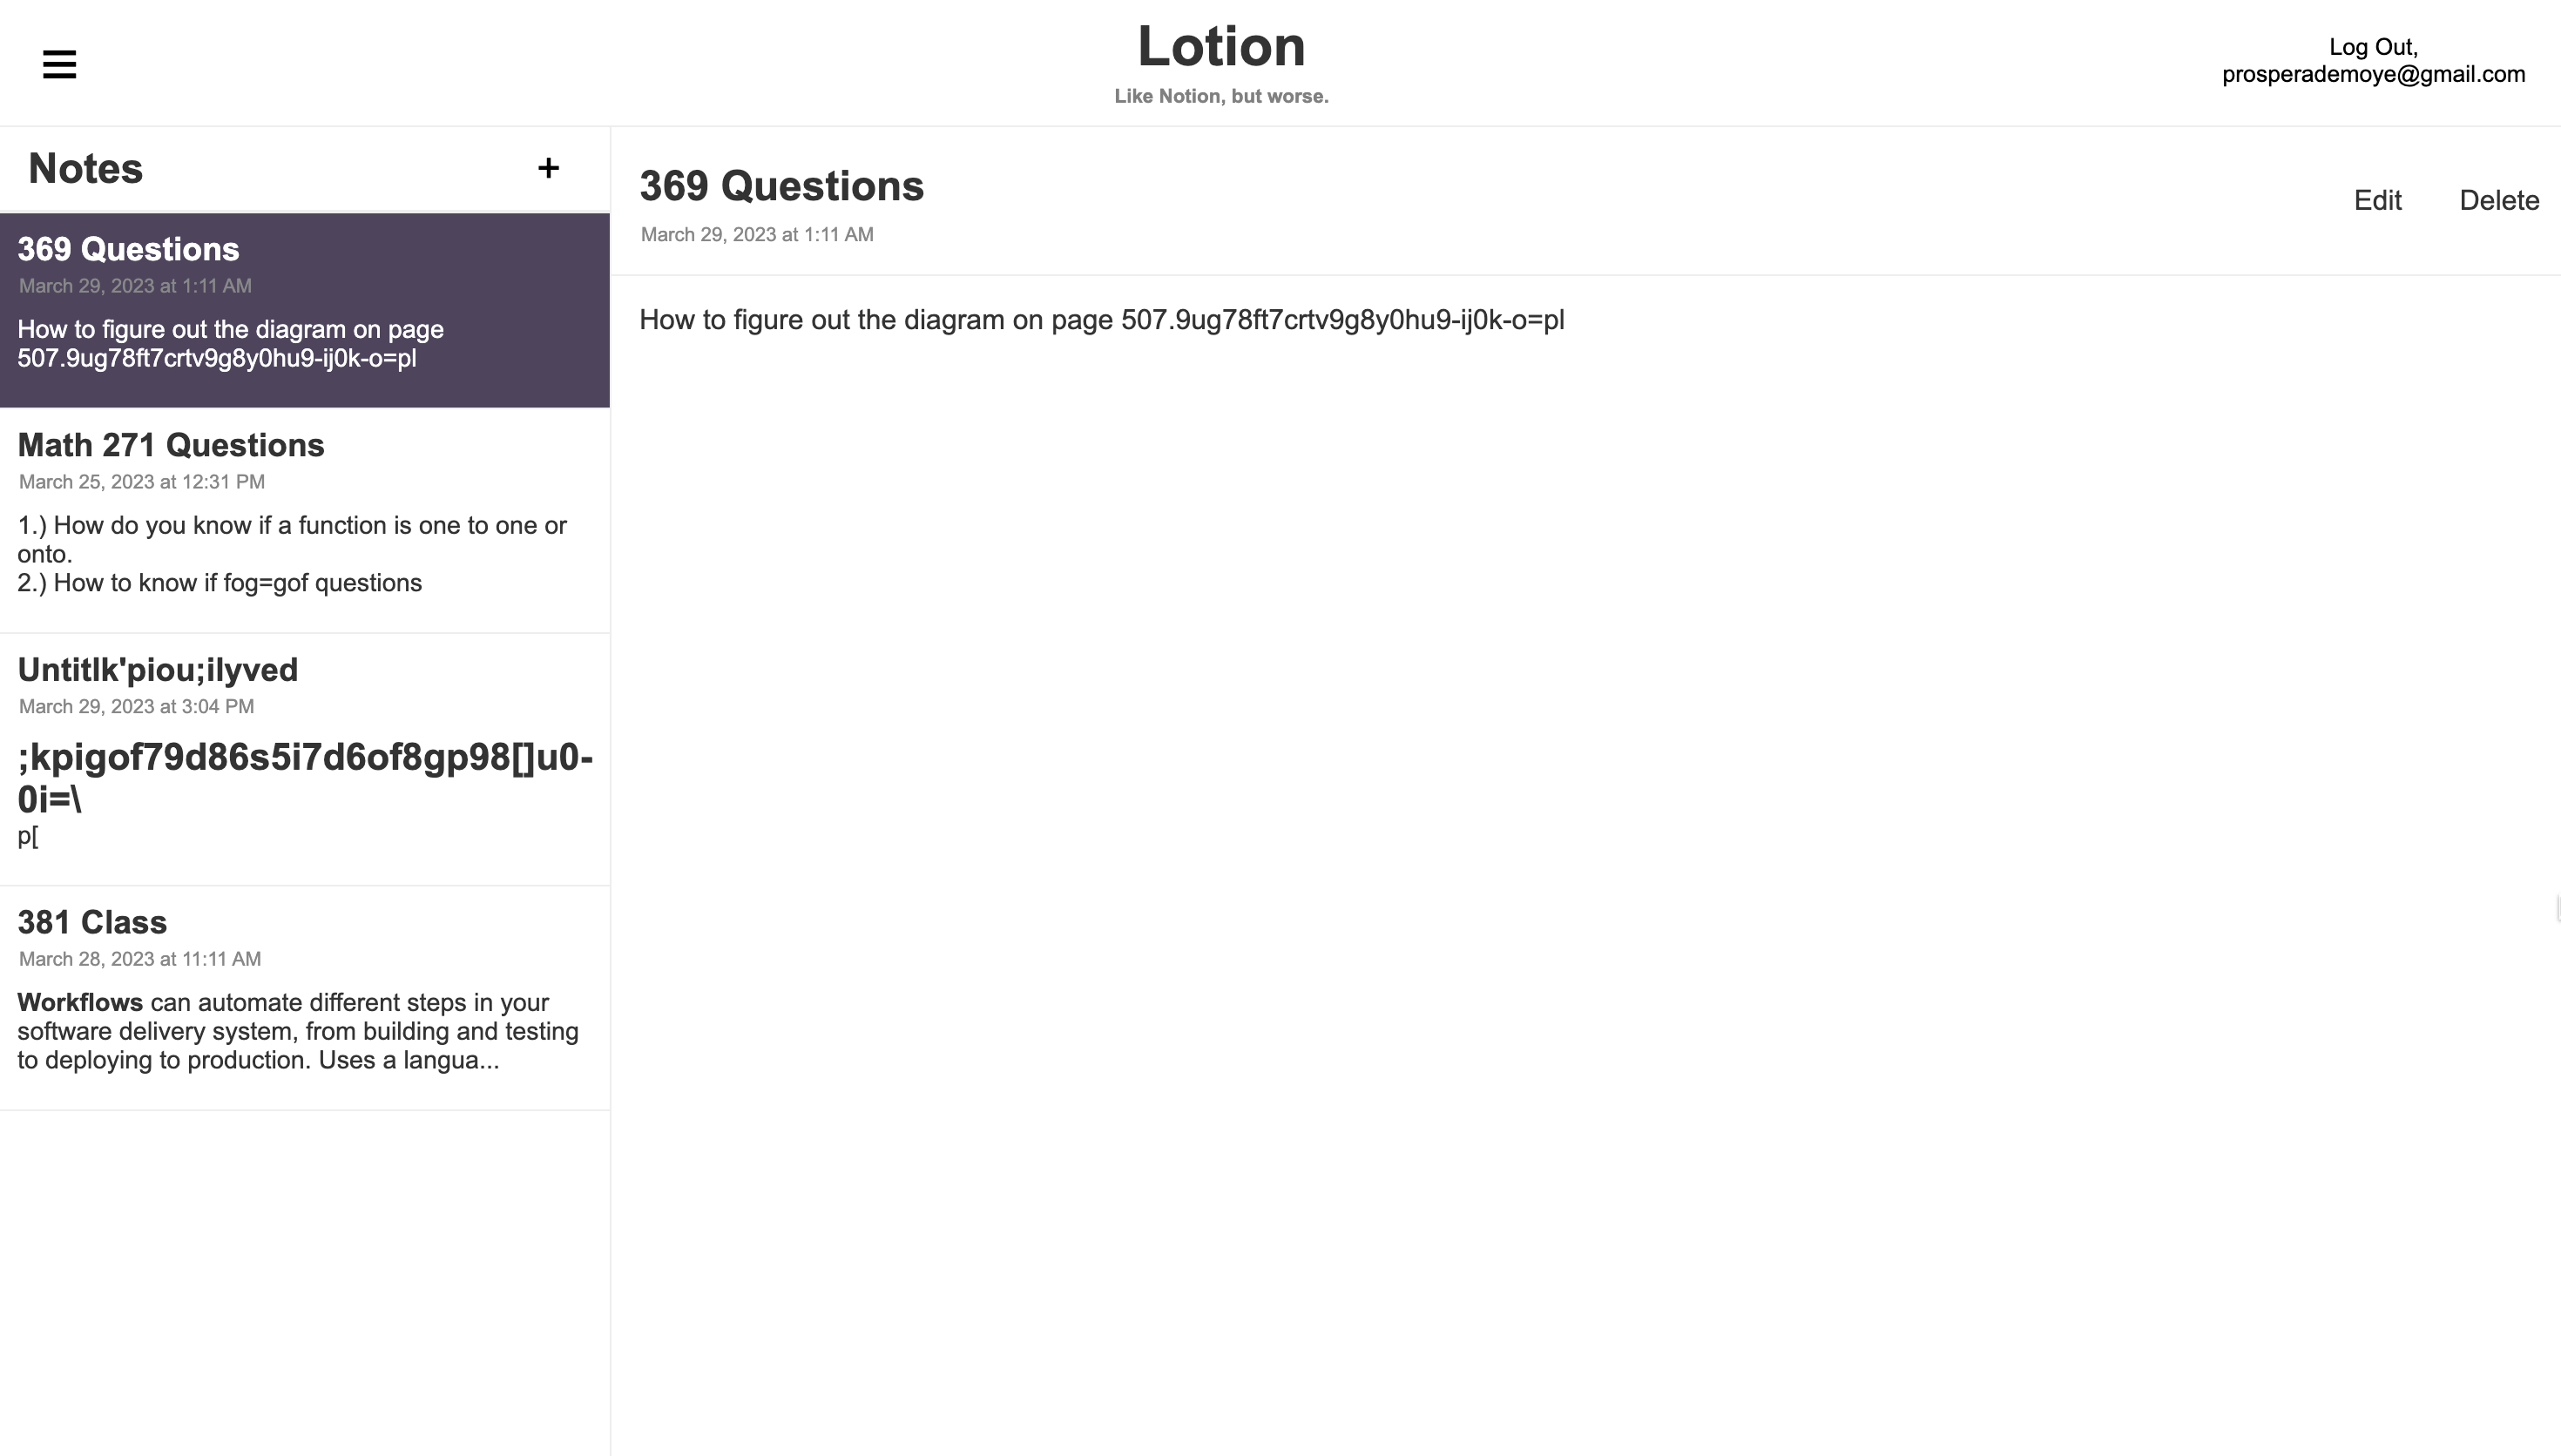 Lotion
Like Notion, but worse.
Log Out,
prosperademoye@gmail.com
Notes
+
369 Questions
March 29, 2023 at 1:11 AM
How to figure out the diagram on page
507.9ug78ft7crtv9g8y0hu9-ij0k-o=pl
Math 271 Questions
March 25, 2023 at 12:31 PM
1.) How do you know if a function is one to one or
onto.
2.) How to know if fog=gof questions
Untitlk'piou;ilyved
March 29, 2023 at 3:04 PM
;kpigof79d86s5i7d6of8gp98[]u0-
0i=\
p[
381 Class
March 28, 2023 at 11:11 AM
Workflows can automate different steps in your
software delivery system, from building and testing
to deploying to production. Uses a langua...
369 Questions
March 29, 2023 at 1:11 AM
Edit Delete
How to figure out the diagram on page 507.9ug78ft7crtv9g8y0hu9-ij0k-o=pl